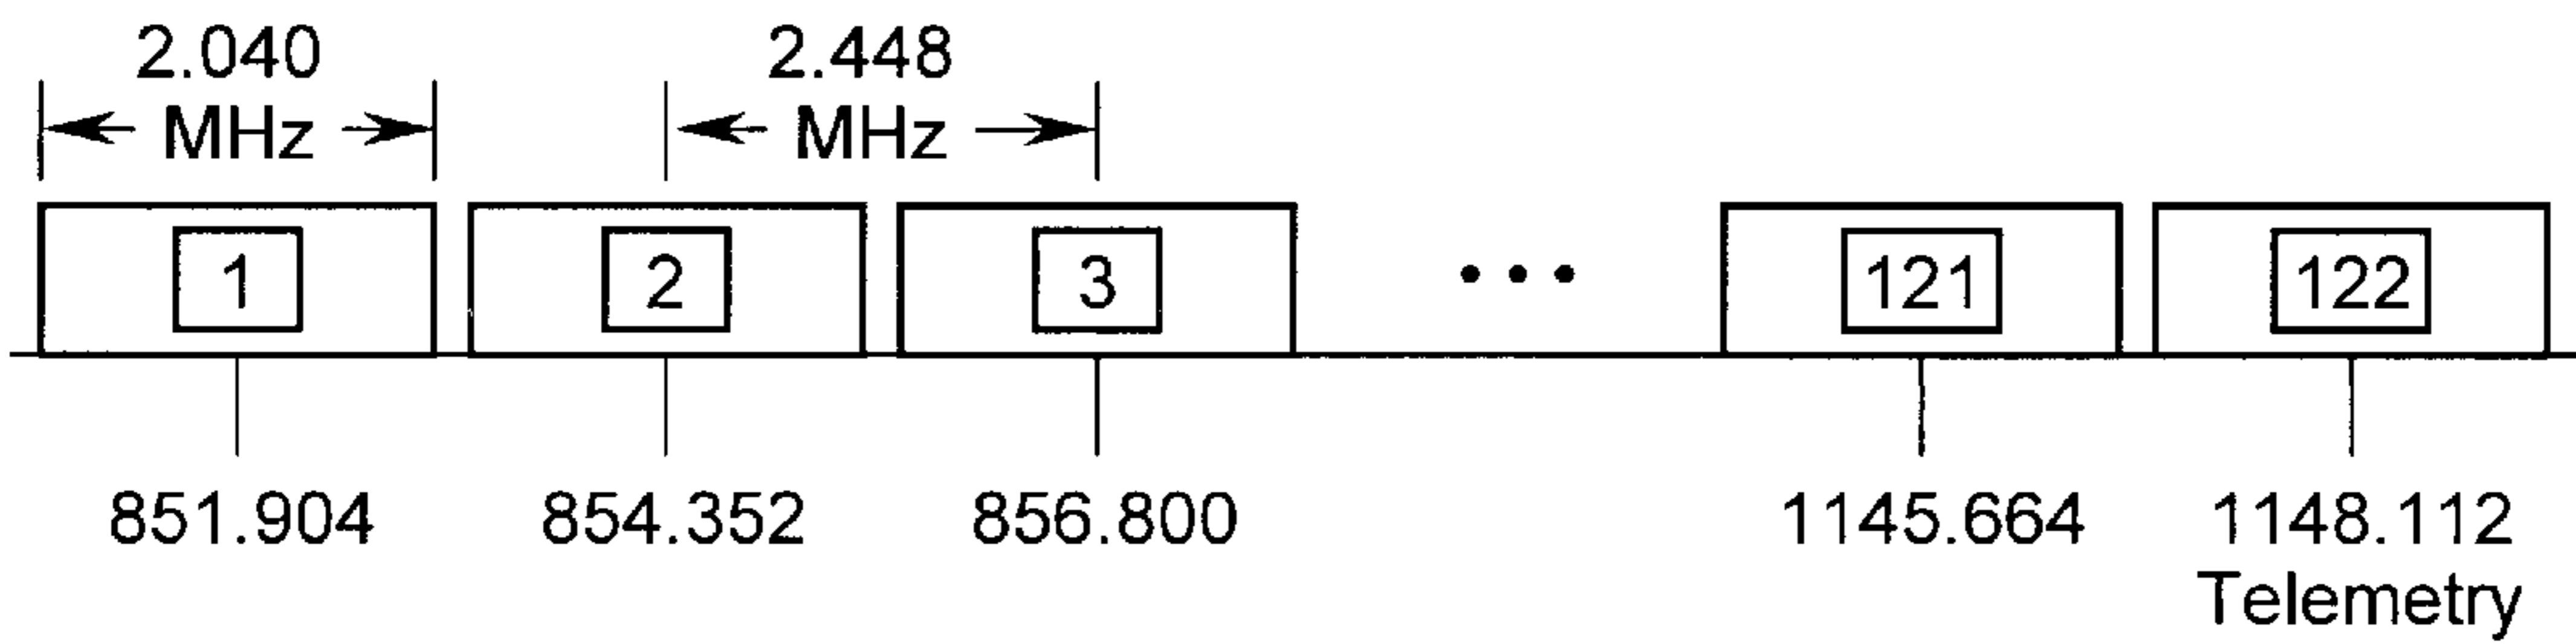 2.040 MHz
2.448 MHz
1 2 3 ••• 121 122
851.904 854.352 856.800 1145.664 1148.112
Telemetry